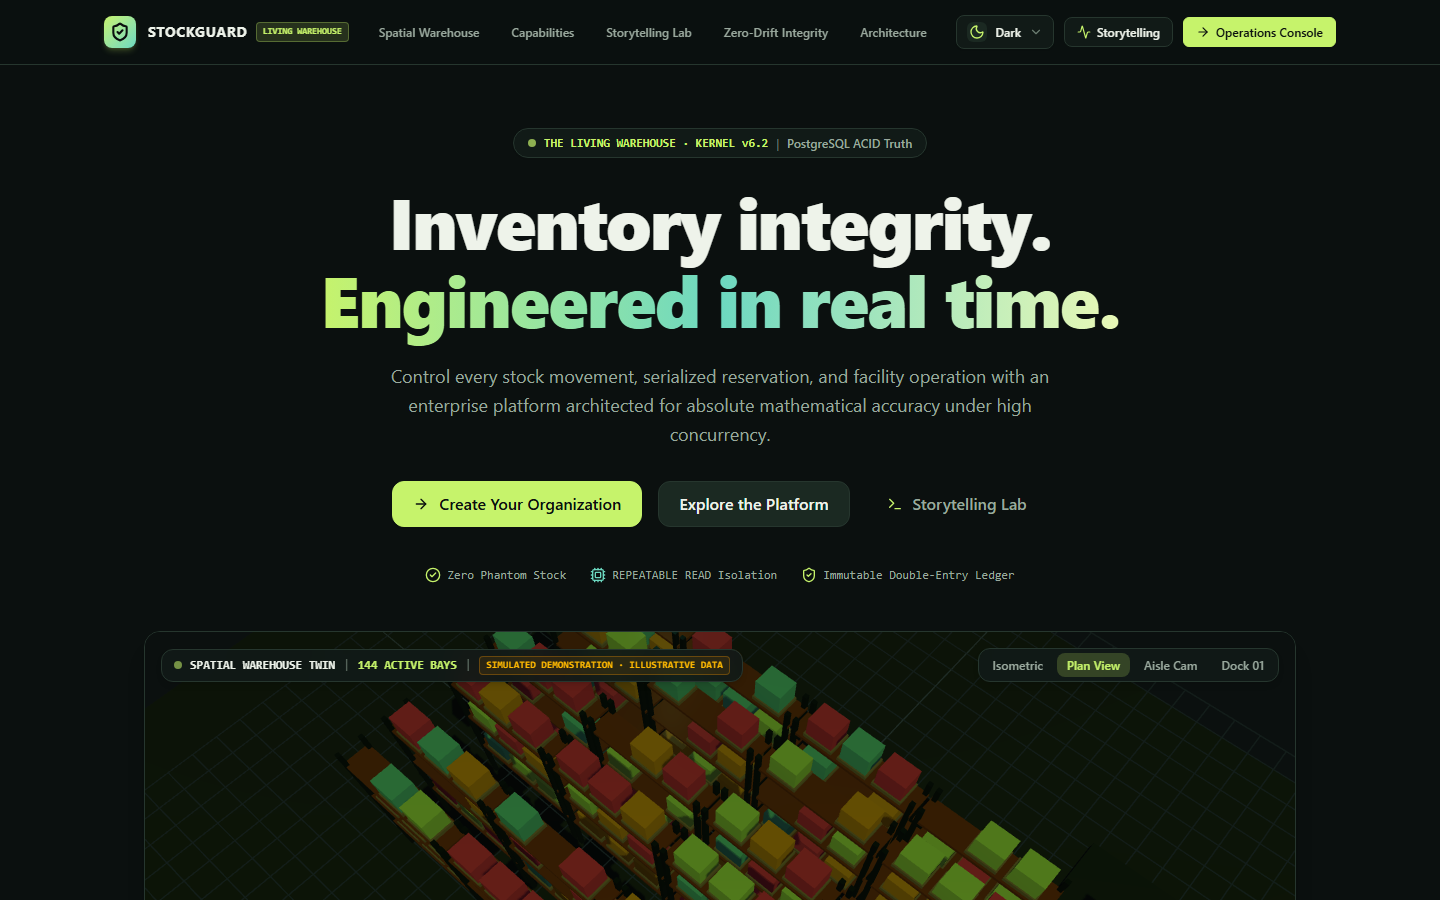 STOCKGUARD LIVING WAREHOUSE Spatial Warehouse Capabilities Storytelling Lab Zero-Drift Integrity Architecture Dark Storytelling Operations Console
THE LIVING WAREHOUSE · KERNEL v6.2 | PostgreSQL ACID Truth
Inventory integrity.
Engineered in real time.
Control every stock movement, serialized reservation, and facility operation with an
enterprise platform architected for absolute mathematical accuracy under high
concurrency.
Create Your Organization Explore the Platform Storytelling Lab
Zero Phantom Stock REPEATABLE READ Isolation Immutable Double-Entry Ledger
SPATIAL WAREHOUSE TWIN | 144 ACTIVE BAYS | SIMULATED DEMONSTRATION · ILLUSTRATIVE DATA Isometric Plan View Aisle Cam Dock 01